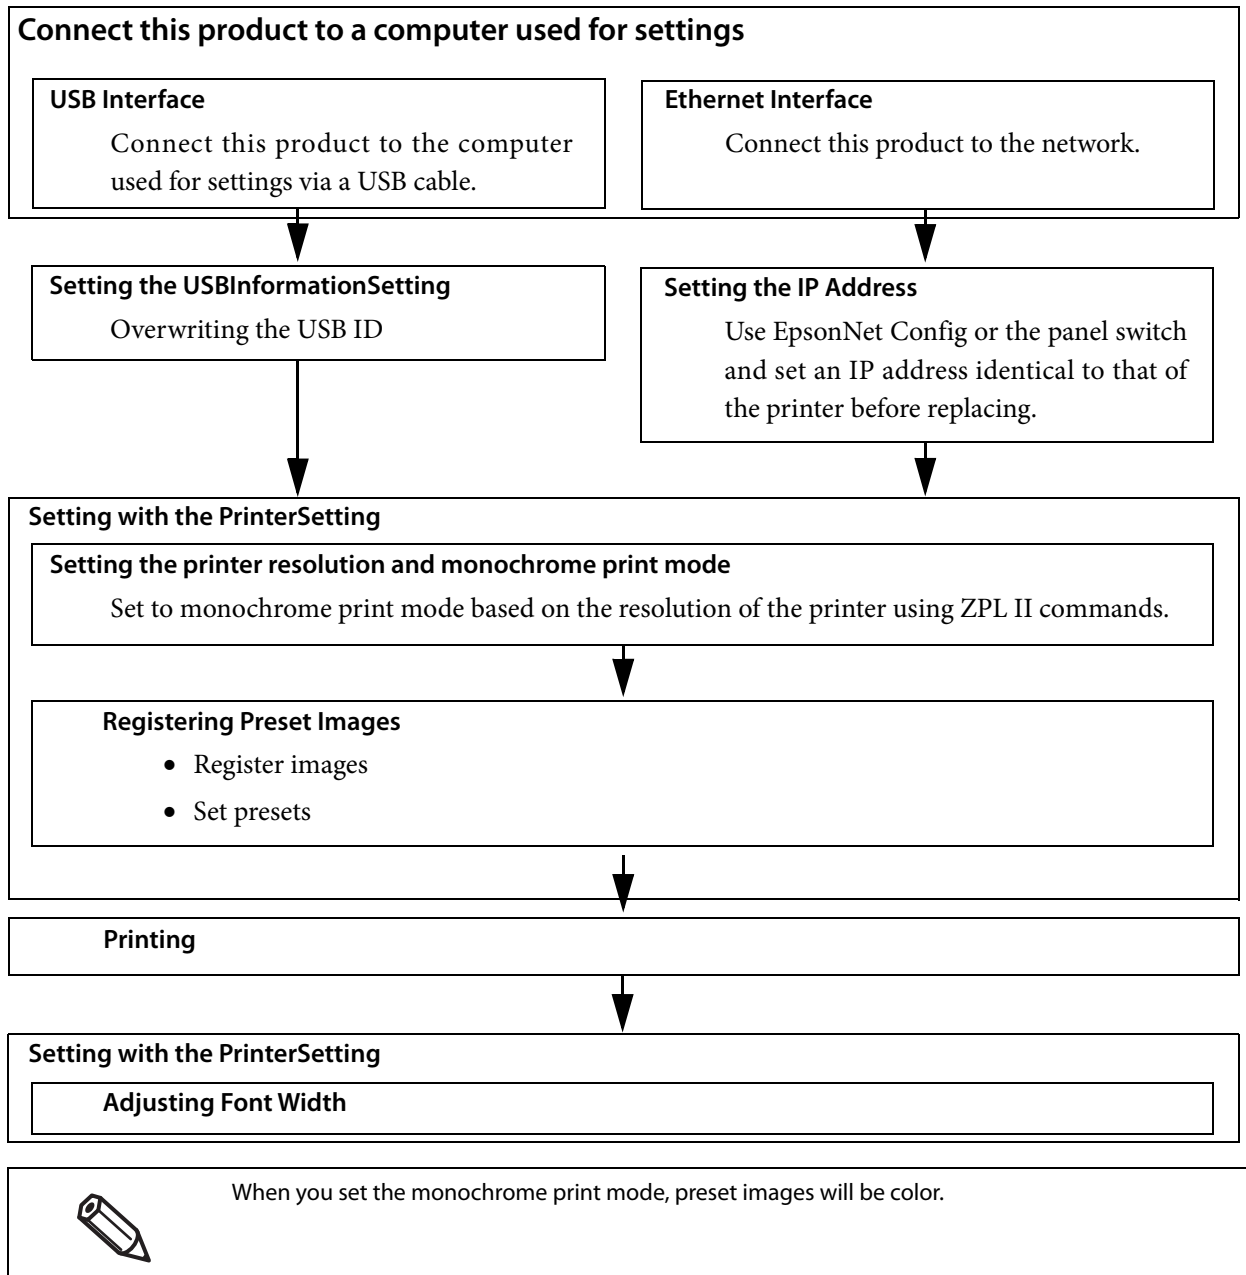 Connect this product to a computer used for settings
USB Interface
Connect this product to the computer
used for settings via a USB cable.
Ethernet Interface
Connect this product to the network.
Setting the USBInformationSetting
Overwriting the USB ID
Setting the IP Address
Use EpsonNet Config or the panel switch
and set an IP address identical to that of
the printer before replacing.
Setting with the PrinterSetting
Setting the printer resolution and monochrome print mode
Set to monochrome print mode based on the resolution of the printer using ZPL II commands.
Registering Preset Images
• Register images
• Set presets
Printing
Setting with the PrinterSetting
Adjusting Font Width
When you set the monochrome print mode, preset images will be color.